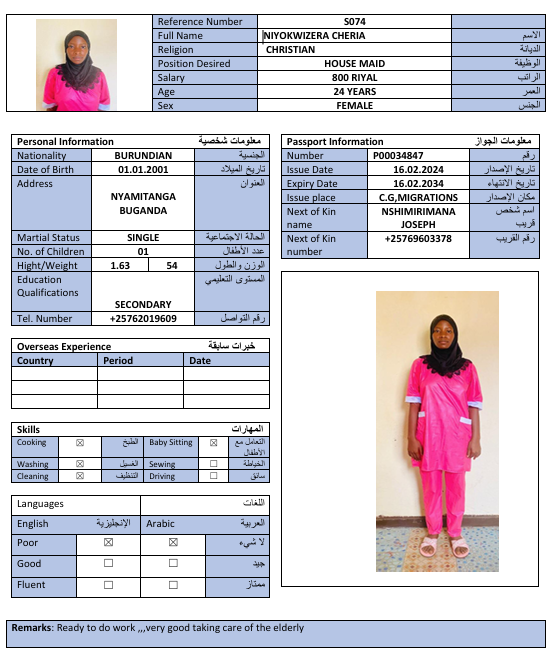 Reference Number S074
Full Name NIYOKWIZERA CHERIA الاسم
Religion CHRISTIAN الديانة
Position Desired HOUSE MAID الوظيفة
Salary 800 RIYAL الراتب
Age 24 YEARS العمر
Sex FEMALE الجنس
Personal Information معلومات شخصية
Nationality BURUNDIAN الجنسية
Date of Birth 01.01.2001 تاريخ الميلاد
Address العنوان
NYAMITANGA
BUGANDA
Martial Status SINGLE الحالة الاجتماعية
No. of Children 01 عدد الأطفال
Hight/Weight 1.63 54 الوزن والطول
Education المستوى التعليمي
Qualifications
SECONDARY
Tel. Number +25762019609 رقم التواصل
Overseas Experience خبرات سابقة
Country Period Date
Skills المهارات
Cooking ☒ الطبخ Baby Sitting ☒ التعامل مع
الأطفال
Washing ☒ الغسيل Sewing ☐ الخياطة
Cleaning ☒ التنظيف Driving ☐ سائق
Languages اللغات
English الإنجليزية Arabic العربية
Poor ☒ ☒ لا شيء
Good ☐ ☐ جيد
Fluent ☐ ☐ ممتاز
Passport Information معلومات الجواز
Number P00034847 رقم
Issue Date 16.02.2024 تاريخ الإصدار
Expiry Date 16.02.2034 تاريخ الانتهاء
Issue place C.G,MIGRATIONS مكان الإصدار
Next of Kin NSHIMIRIMANA اسم شخص
name JOSEPH قريب
Next of Kin +25769603378 رقم القريب
number
Remarks: Ready to do work ,,,very good taking care of the elderly